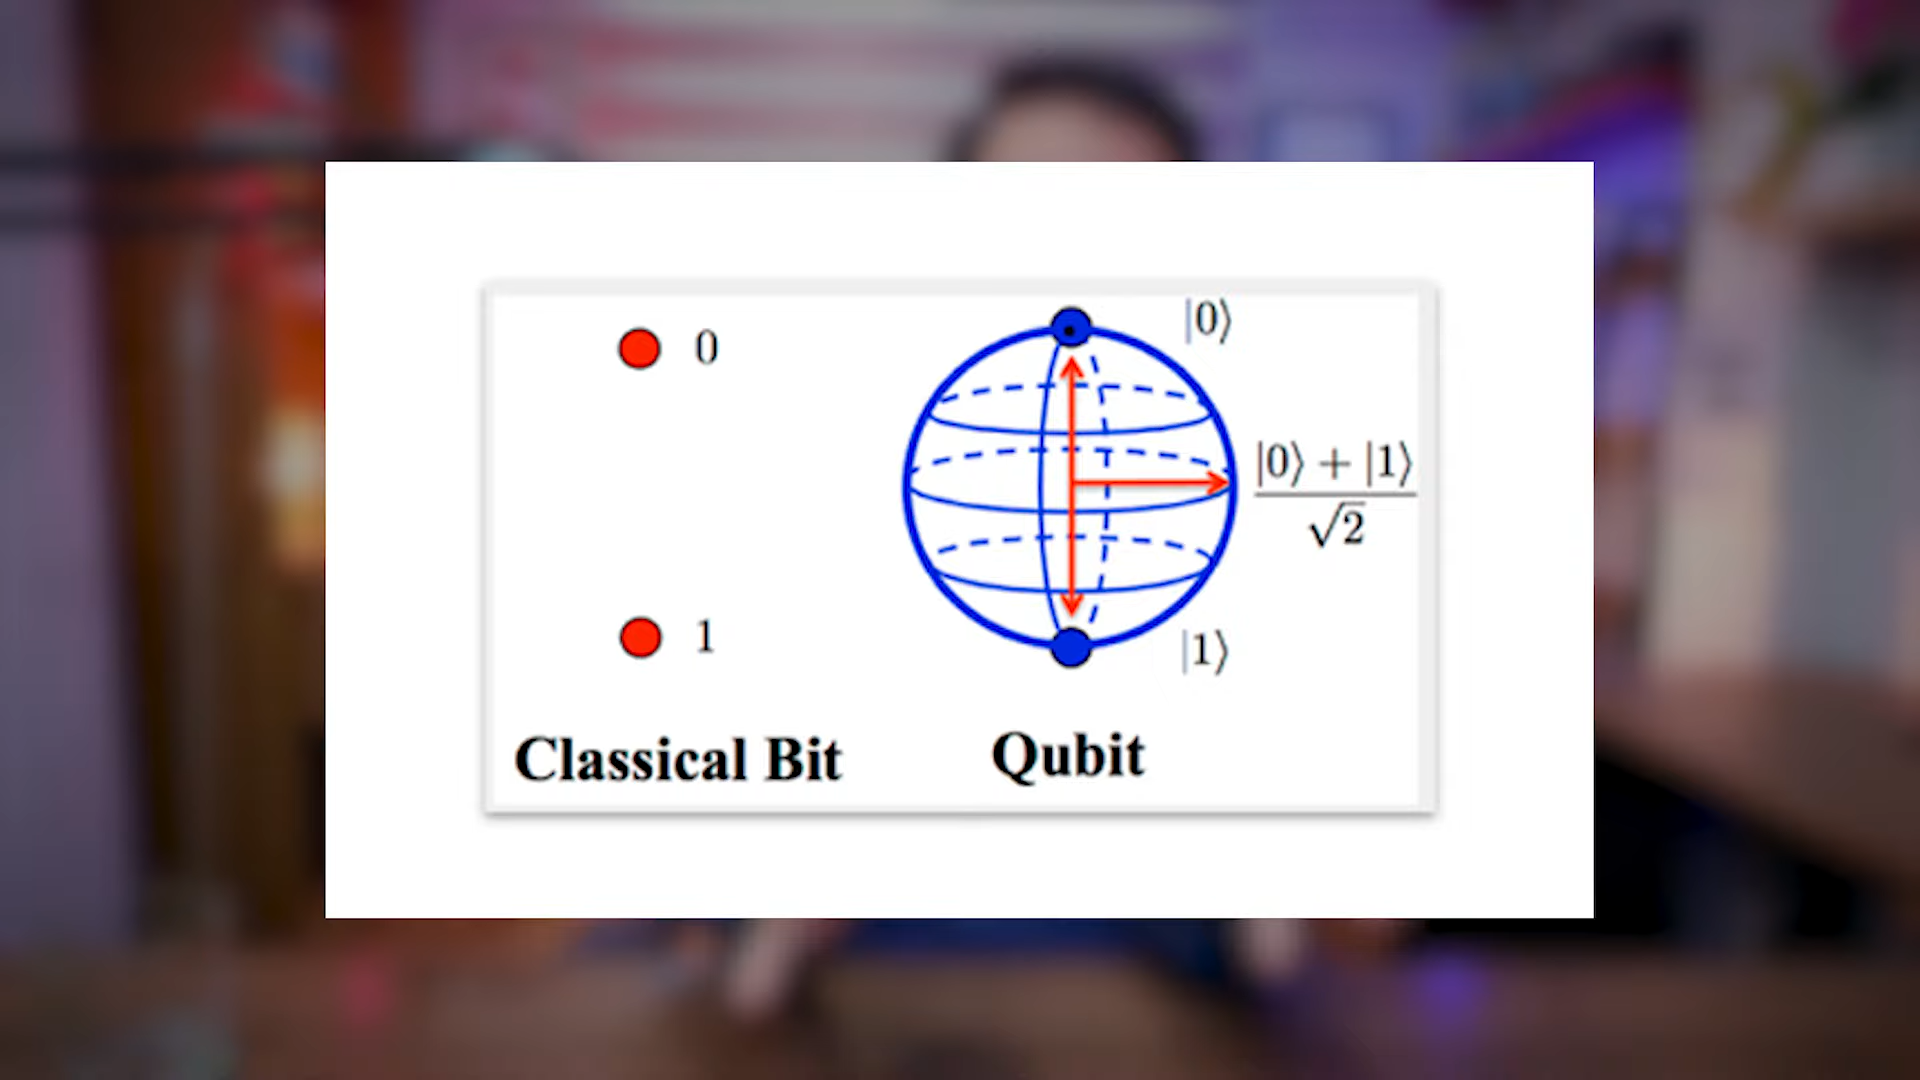 0
1
Classical Bit
|0⟩
|0⟩ + |1⟩
√2
|1⟩
Qubit